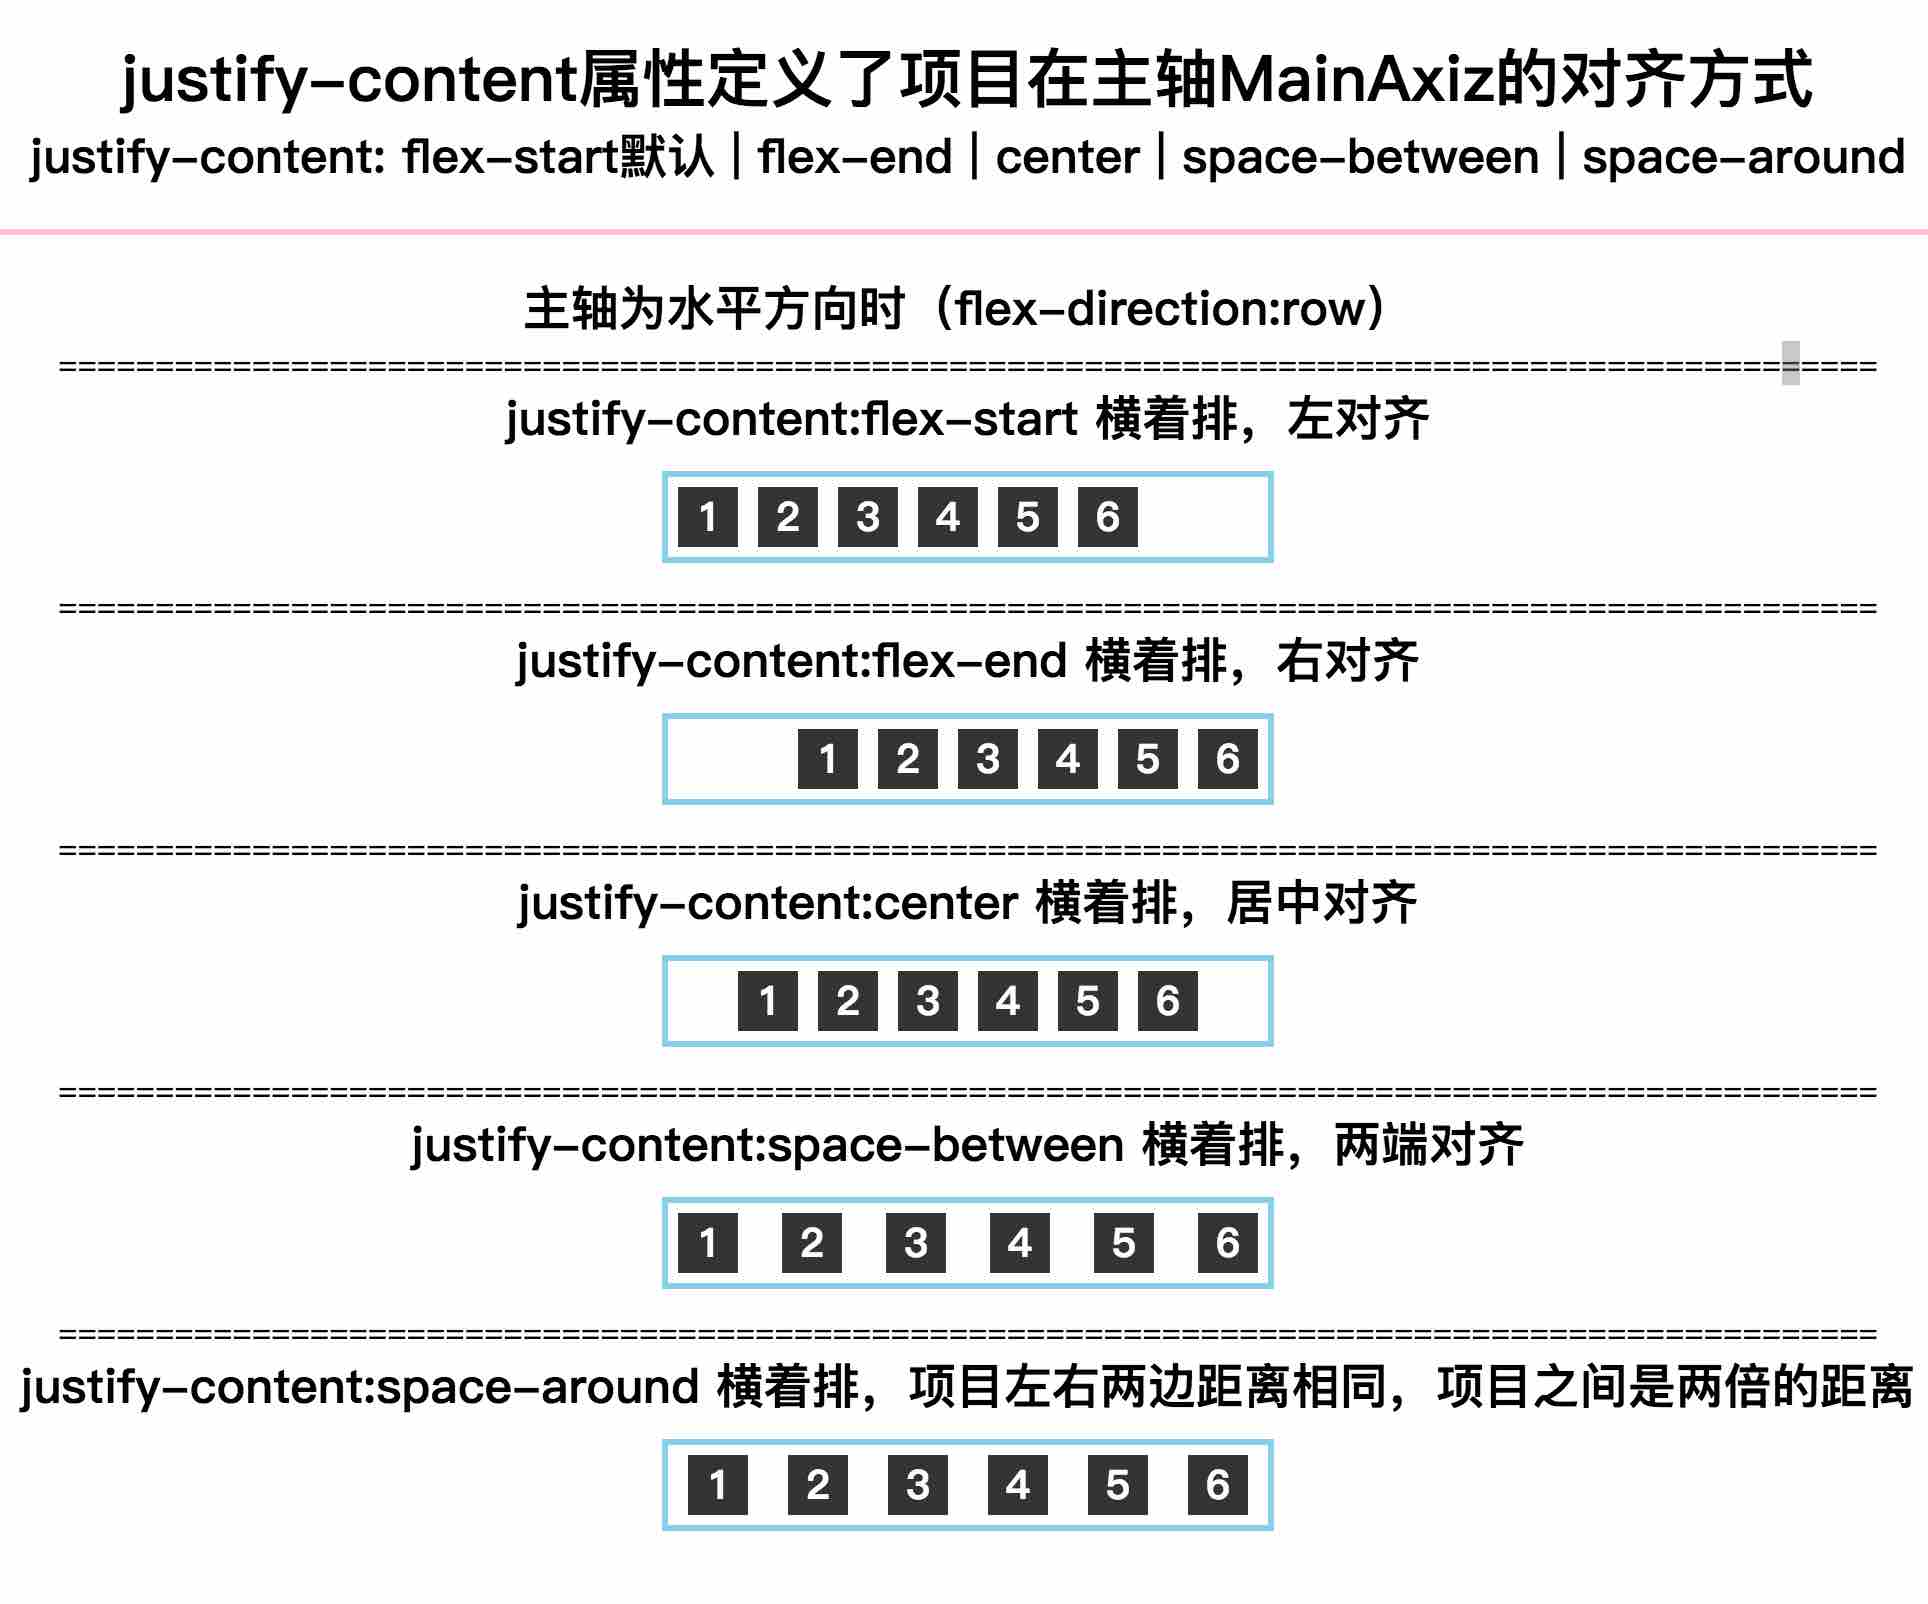 justify-content属性定义了项目在主轴MainAxiz的对齐方式
justify-content: flex-start默认 | flex-end | center | space-between | space-around
主轴为水平方向时（flex-direction:row）
==============================================================================================
justify-content:flex-start 横着排，左对齐
1 2 3 4 5 6
==============================================================================================
justify-content:flex-end 横着排，右对齐
1 2 3 4 5 6
==============================================================================================
justify-content:center 横着排，居中对齐
1 2 3 4 5 6
==============================================================================================
justify-content:space-between 横着排，两端对齐
1 2 3 4 5 6
==============================================================================================
justify-content:space-around 横着排，项目左右两边距离相同，项目之间是两倍的距离
1 2 3 4 5 6